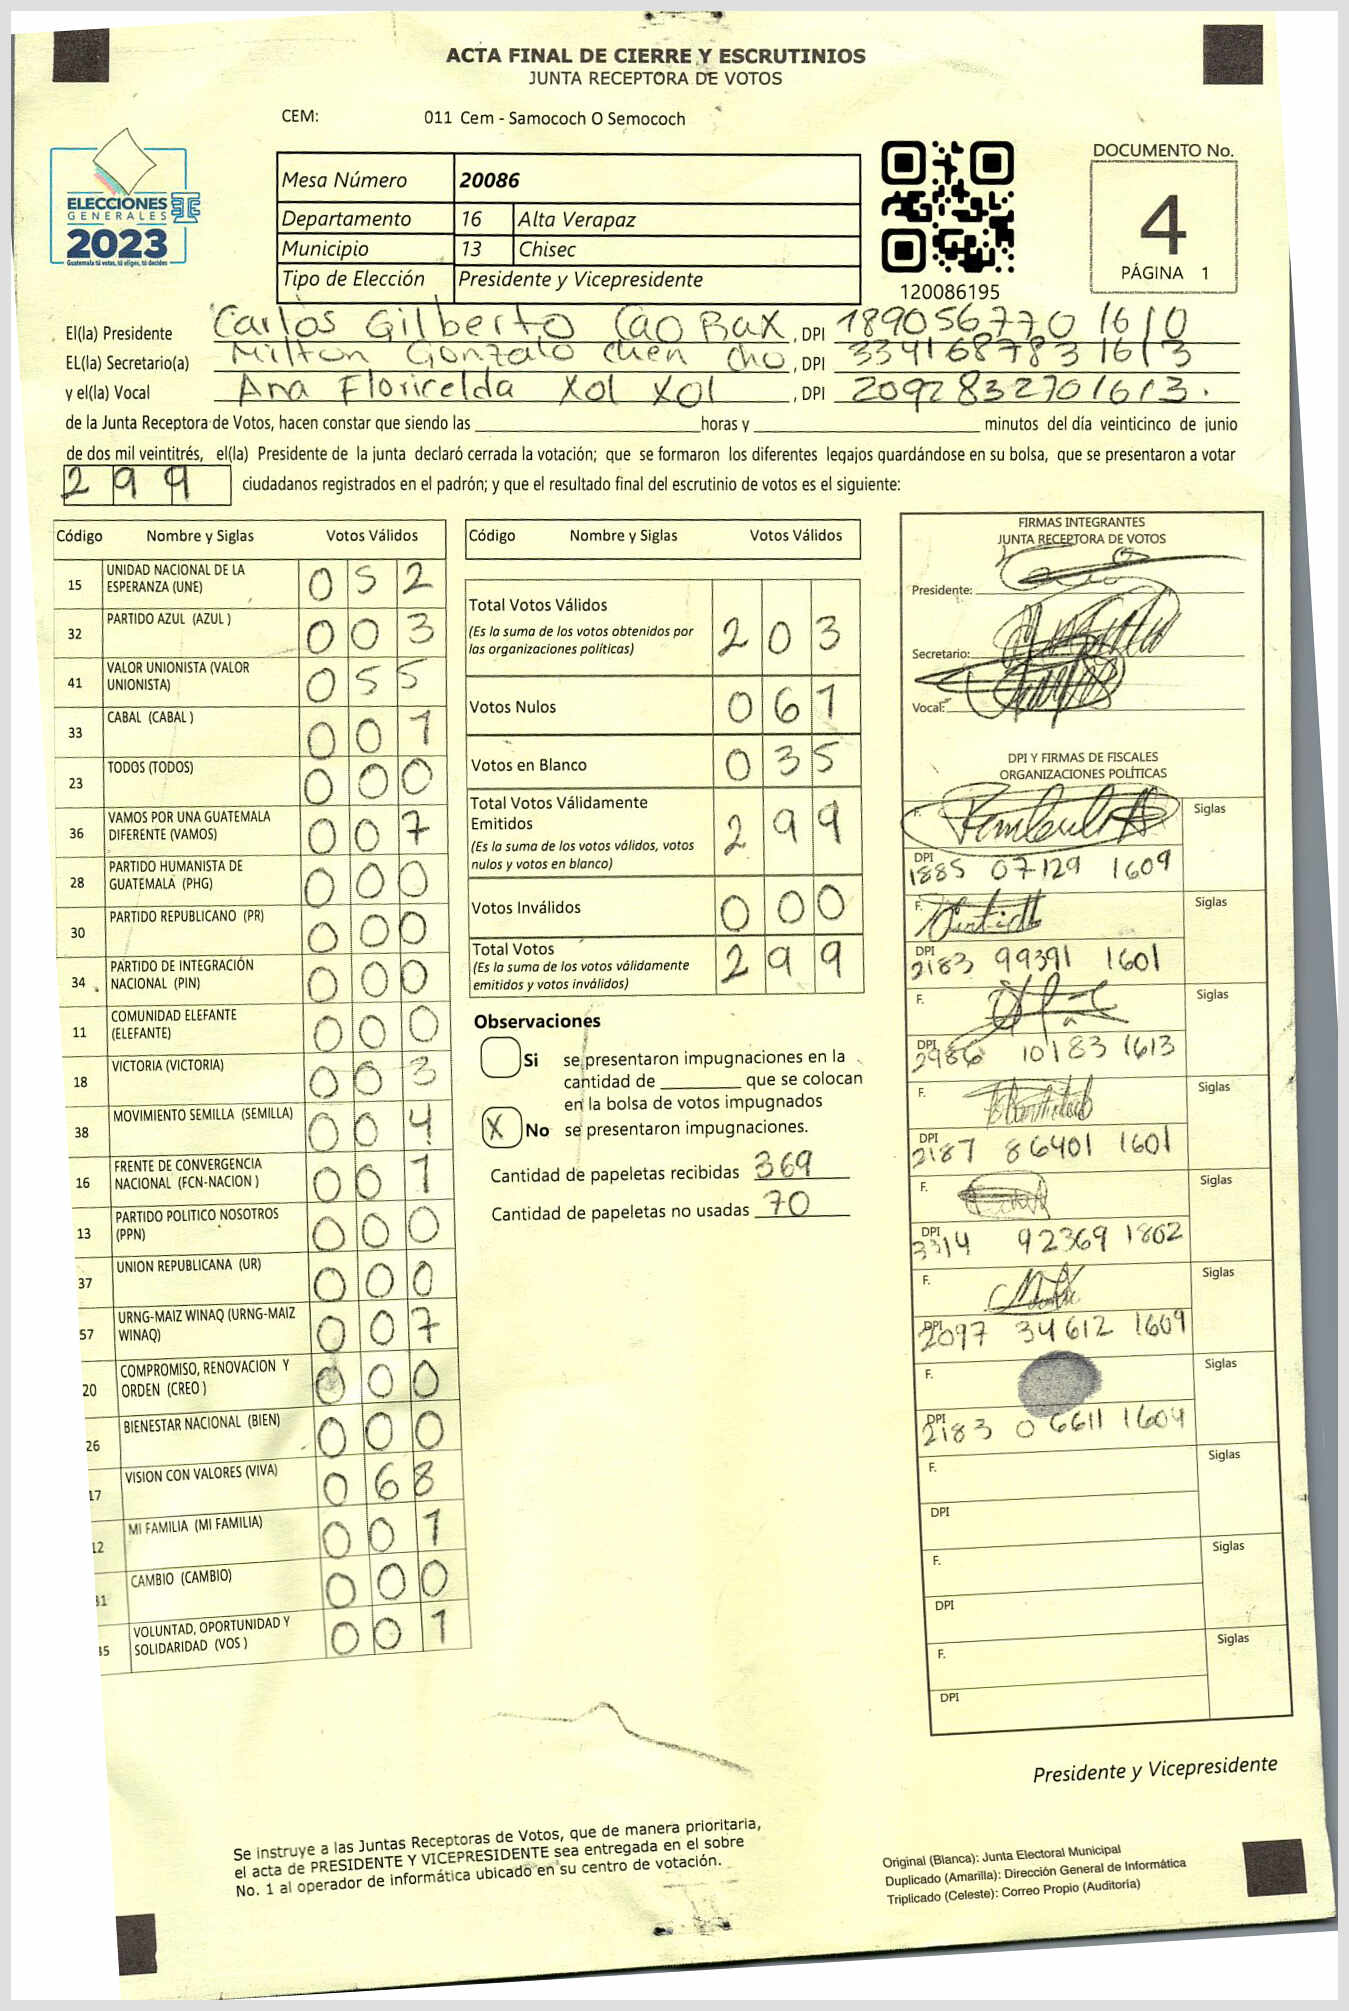 ACTA FINAL DE CIERRE Y ESCRUTINIOS
JUNTA RECEPTORA DE VOTOS
CEM: 011 Cem - Samococh O Semococh
ELECCIONES
GENERALES
2023
Guatemala tú votas, tú eliges, tú decides
Mesa Número 20086
Departamento 16 Alta Verapaz
Municipio 13 Chisec
Tipo de Elección Presidente y Vicepresidente
120086195
DOCUMENTO No.
4
PÁGINA 1
El(la) Presidente Carlos Gilberto Cao Bax, DPI 189056770 1610
EL(la) Secretario(a) Milton Gonzalo Chen Cho, DPI 334168783 1613
y el(la) Vocal Ana Floricelda Xol Xol, DPI 2092832701613.
de la Junta Receptora de Votos, hacen constar que siendo las horas y minutos del día veinticinco de junio
de dos mil veintitrés, el(la) Presidente de la junta declaró cerrada la votación; que se formaron los diferentes legajos guardándose en su bolsa, que se presentaron a votar
299 ciudadanos registrados en el padrón; y que el resultado final del escrutinio de votos es el siguiente:
Código Nombre y Siglas Votos Válidos
15 UNIDAD NACIONAL DE LA ESPERANZA (UNE) 052
32 PARTIDO AZUL (AZUL ) 003
41 VALOR UNIONISTA (VALOR UNIONISTA) 055
33 CABAL (CABAL ) 001
23 TODOS (TODOS) 000
36 VAMOS POR UNA GUATEMALA DIFERENTE (VAMOS) 007
28 PARTIDO HUMANISTA DE GUATEMALA (PHG) 000
30 PARTIDO REPUBLICANO (PR) 000
34 PARTIDO DE INTEGRACIÓN NACIONAL (PIN) 000
11 COMUNIDAD ELEFANTE (ELEFANTE) 000
18 VICTORIA (VICTORIA) 003
38 MOVIMIENTO SEMILLA (SEMILLA) 004
16 FRENTE DE CONVERGENCIA NACIONAL (FCN-NACION ) 001
13 PARTIDO POLITICO NOSOTROS (PPN) 000
37 UNION REPUBLICANA (UR) 000
57 URNG-MAIZ WINAQ (URNG-MAIZ WINAQ) 007
20 COMPROMISO, RENOVACION Y ORDEN (CREO ) 000
26 BIENESTAR NACIONAL (BIEN) 000
17 VISION CON VALORES (VIVA) 068
12 MI FAMILIA (MI FAMILIA) 001
31 CAMBIO (CAMBIO) 000
45 VOLUNTAD, OPORTUNIDAD Y SOLIDARIDAD (VOS ) 001
Código Nombre y Siglas Votos Válidos
Total Votos Válidos 203
(Es la suma de los votos obtenidos por
las organizaciones políticas)
Votos Nulos 061
Votos en Blanco 035
Total Votos Válidamente
Emitidos 299
(Es la suma de los votos válidos, votos
nulos y votos en blanco)
Votos Inválidos 000
Total Votos 299
(Es la suma de los votos válidamente
emitidos y votos inválidos)
Observaciones
Si se presentaron impugnaciones en la
cantidad de que se colocan
en la bolsa de votos impugnados
X No se presentaron impugnaciones.
Cantidad de papeletas recibidas 369
Cantidad de papeletas no usadas 70
FIRMAS INTEGRANTES
JUNTA RECEPTORA DE VOTOS
Presidente:
Secretario:
Vocal:
DPI Y FIRMAS DE FISCALES
ORGANIZACIONES POLÍTICAS
F. Siglas
DPI 1885 07129 1609
F. Siglas
DPI 2183 99391 1601
F. Siglas
DPI 2986 10183 1613
F. Siglas
DPI 2187 86401 1601
F. Siglas
DPI 3314 92369 1802
F. Siglas
DPI 2097 34612 1609
F. Siglas
DPI 2183 06611 1604
F. Siglas
DPI
F. Siglas
DPI
F. Siglas
DPI
Presidente y Vicepresidente
Se instruye a las Juntas Receptoras de Votos, que de manera prioritaria,
el acta de PRESIDENTE Y VICEPRESIDENTE sea entregada en el sobre
No. 1 al operador de informática ubicado en su centro de votación.
Original (Blanca): Junta Electoral Municipal
Duplicado (Amarilla): Dirección General de Informática
Triplicado (Celeste): Correo Propio (Auditoría)